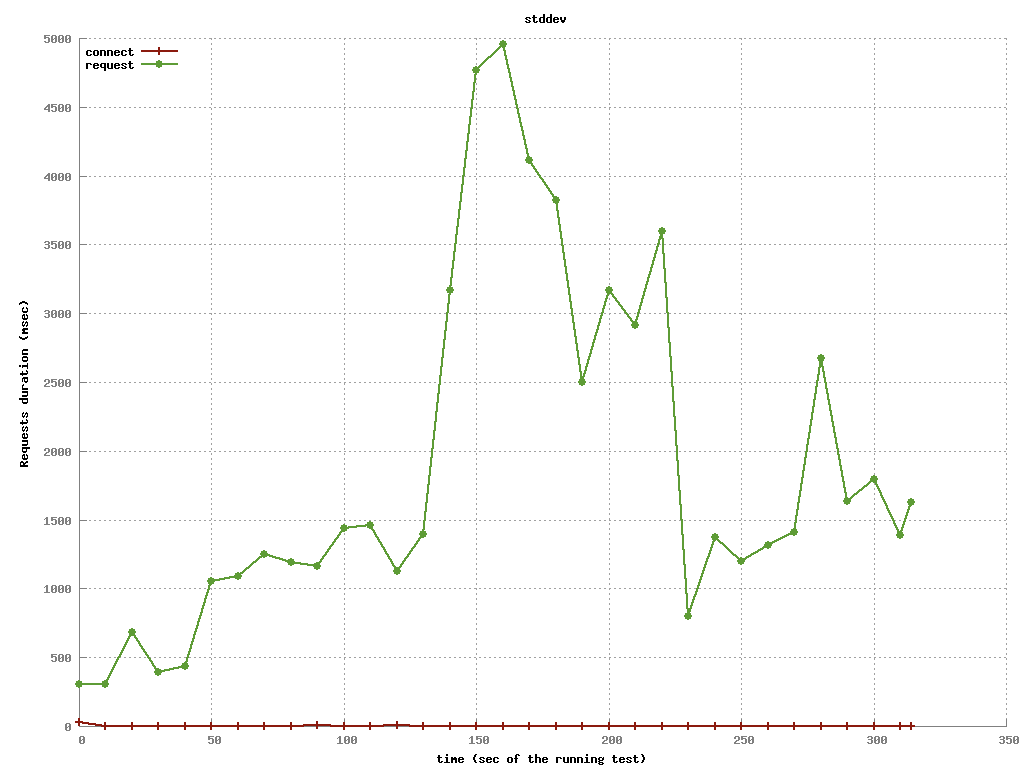 stddev
connect
request
5000
4500
4000
3500
3000
2500
2000
1500
1000
500
0
Requests duration (msec)
0 50 100 150 200 250 300 350
time (sec of the running test)